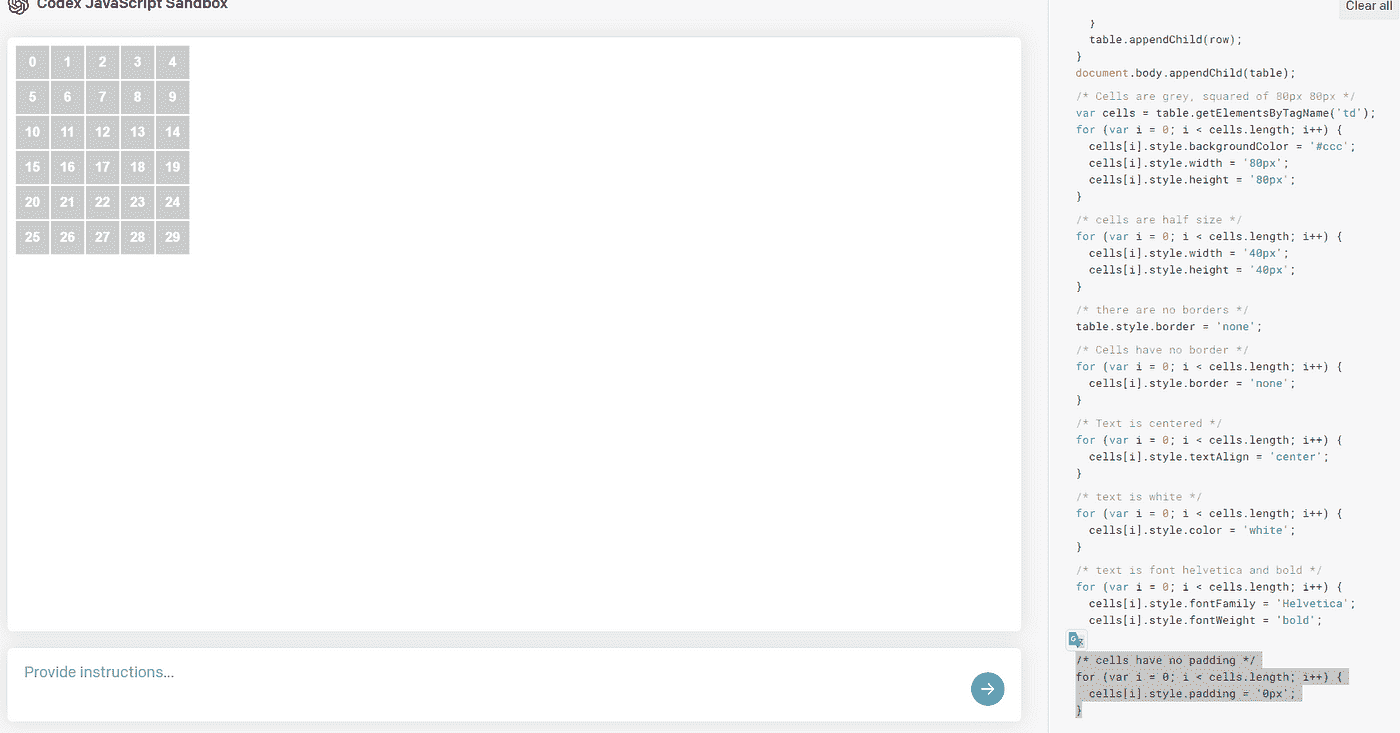 Codex JavaScript Sandbox
Clear all
0 1 2 3 4
5 6 7 8 9
10 11 12 13 14
15 16 17 18 19
20 21 22 23 24
25 26 27 28 29
Provide instructions...
}
table.appendChild(row);
}
document.body.appendChild(table);
/* Cells are grey, squared of 80px 80px */
var cells = table.getElementsByTagName('td');
for (var i = 0; i < cells.length; i++) {
cells[i].style.backgroundColor = '#ccc';
cells[i].style.width = '80px';
cells[i].style.height = '80px';
}
/* cells are half size */
for (var i = 0; i < cells.length; i++) {
cells[i].style.width = '40px';
cells[i].style.height = '40px';
}
/* there are no borders */
table.style.border = 'none';
/* Cells have no border */
for (var i = 0; i < cells.length; i++) {
cells[i].style.border = 'none';
}
/* Text is centered */
for (var i = 0; i < cells.length; i++) {
cells[i].style.textAlign = 'center';
}
/* text is white */
for (var i = 0; i < cells.length; i++) {
cells[i].style.color = 'white';
}
/* text is font helvetica and bold */
for (var i = 0; i < cells.length; i++) {
cells[i].style.fontFamily = 'Helvetica';
cells[i].style.fontWeight = 'bold';
/* cells have no padding */
for (var i = 0; i < cells.length; i++) {
cells[i].style.padding = '0px';
}